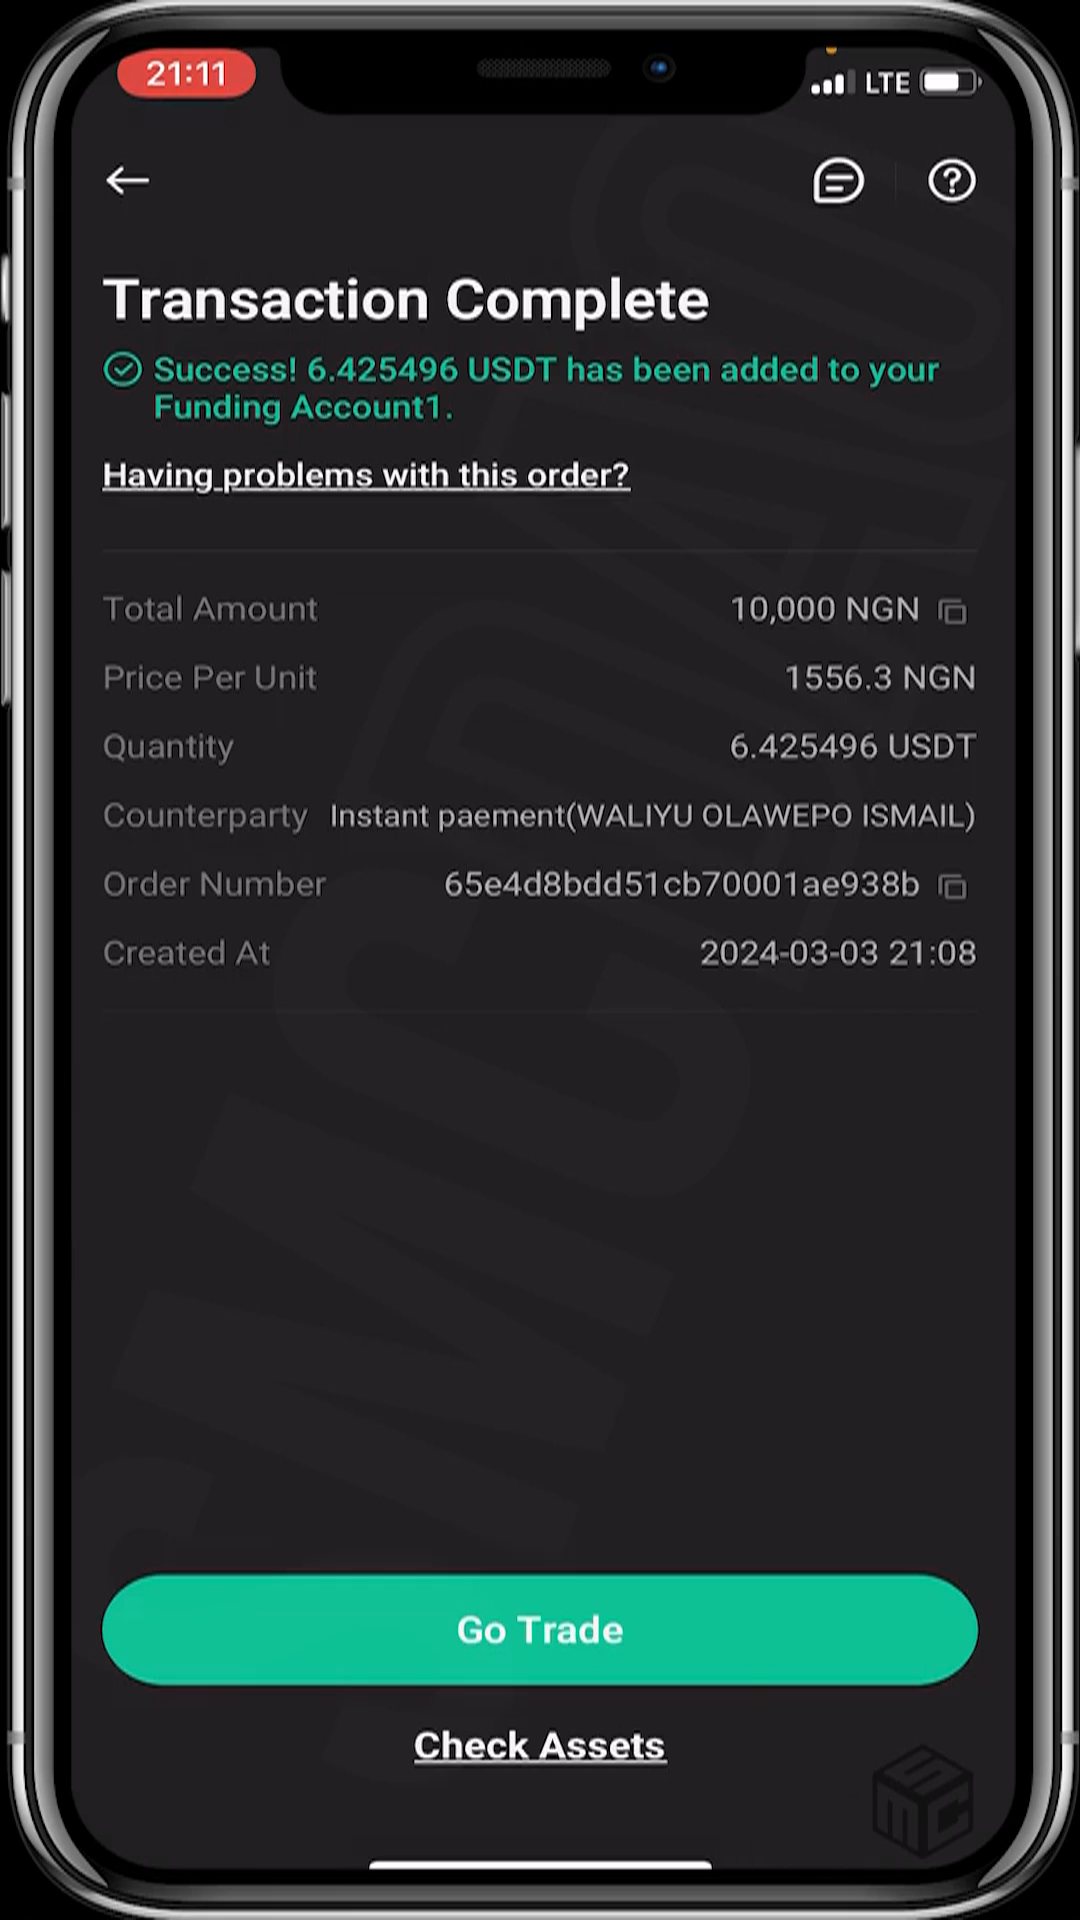 21:11
LTE
Transaction Complete
Success! 6.425496 USDT has been added to your
Funding Account1.
Having problems with this order?
Total Amount 10,000 NGN
Price Per Unit 1556.3 NGN
Quantity 6.425496 USDT
Counterparty Instant paement(WALIYU OLAWEPO ISMAIL)
Order Number 65e4d8bdd51cb70001ae938b
Created At 2024-03-03 21:08
Go Trade
Check Assets